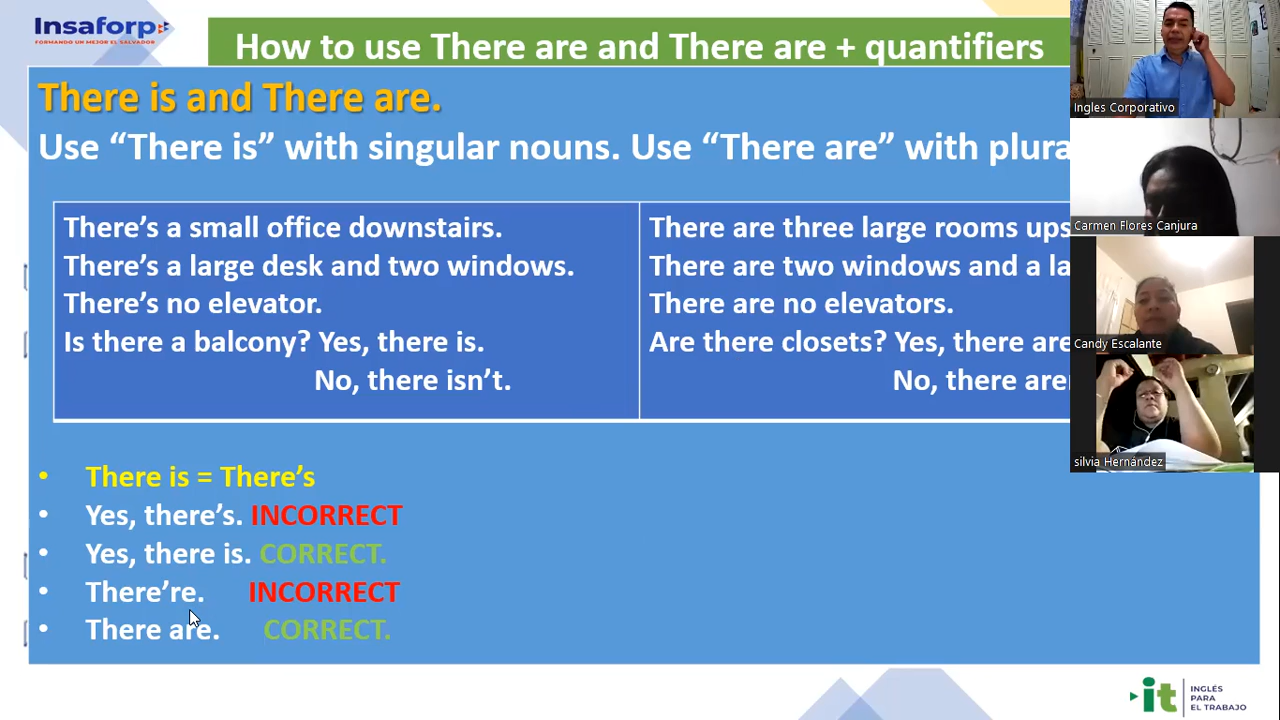 Insaforp
FORMANDO UN MEJOR EL SALVADOR
How to use There are and There are + quantifiers
There is and There are.
Use “There is” with singular nouns. Use “There are” with plura
There’s a small office downstairs.
There’s a large desk and two windows.
There’s no elevator.
Is there a balcony? Yes, there is.
No, there isn’t.
There are three large rooms ups
There are two windows and a la
There are no elevators.
Are there closets? Yes, there are
No, there aren
• There is = There’s
• Yes, there’s. INCORRECT
• Yes, there is. CORRECT.
• There’re. INCORRECT
• There are. CORRECT.
Ingles Corporativo
Carmen Flores Canjura
Candy Escalante
silvia Hernández
it
INGLÉS
PARA
EL TRABAJO